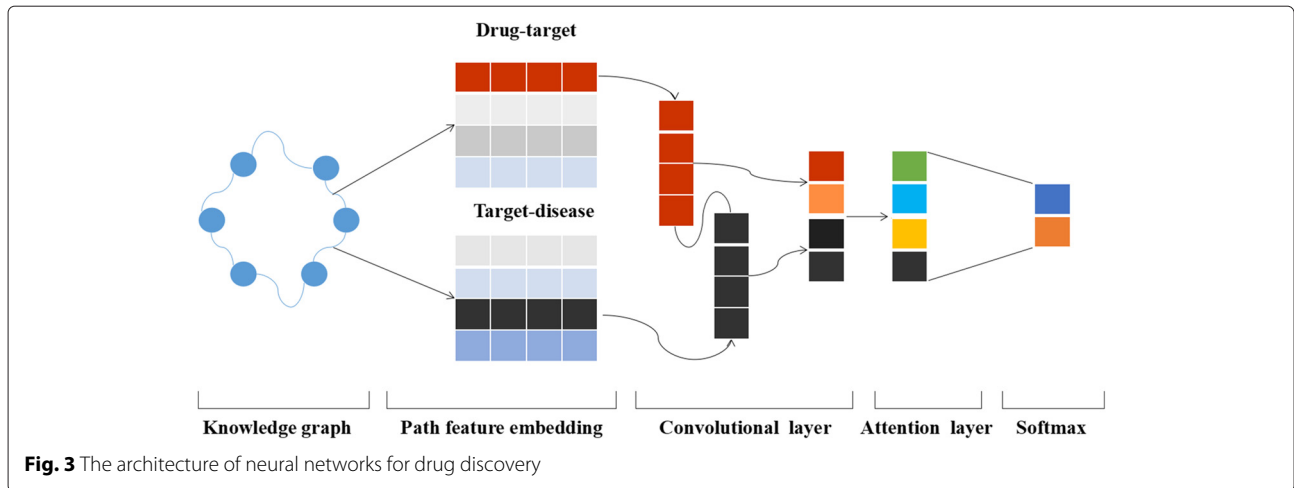 Drug-target
Target-disease
Knowledge graph
Path feature embedding
Convolutional layer
Attention layer
Softmax
Fig. 3 The architecture of neural networks for drug discovery